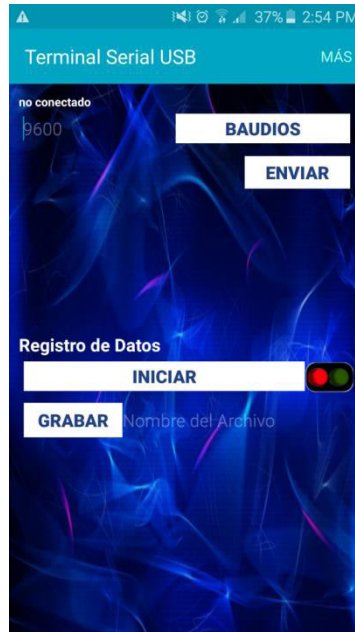 37% 2:54 PM
Terminal Serial USB MÁS
no conectado
9600 BAUDIOS
ENVIAR
Registro de Datos
INICIAR
GRABAR Nombre del Archivo